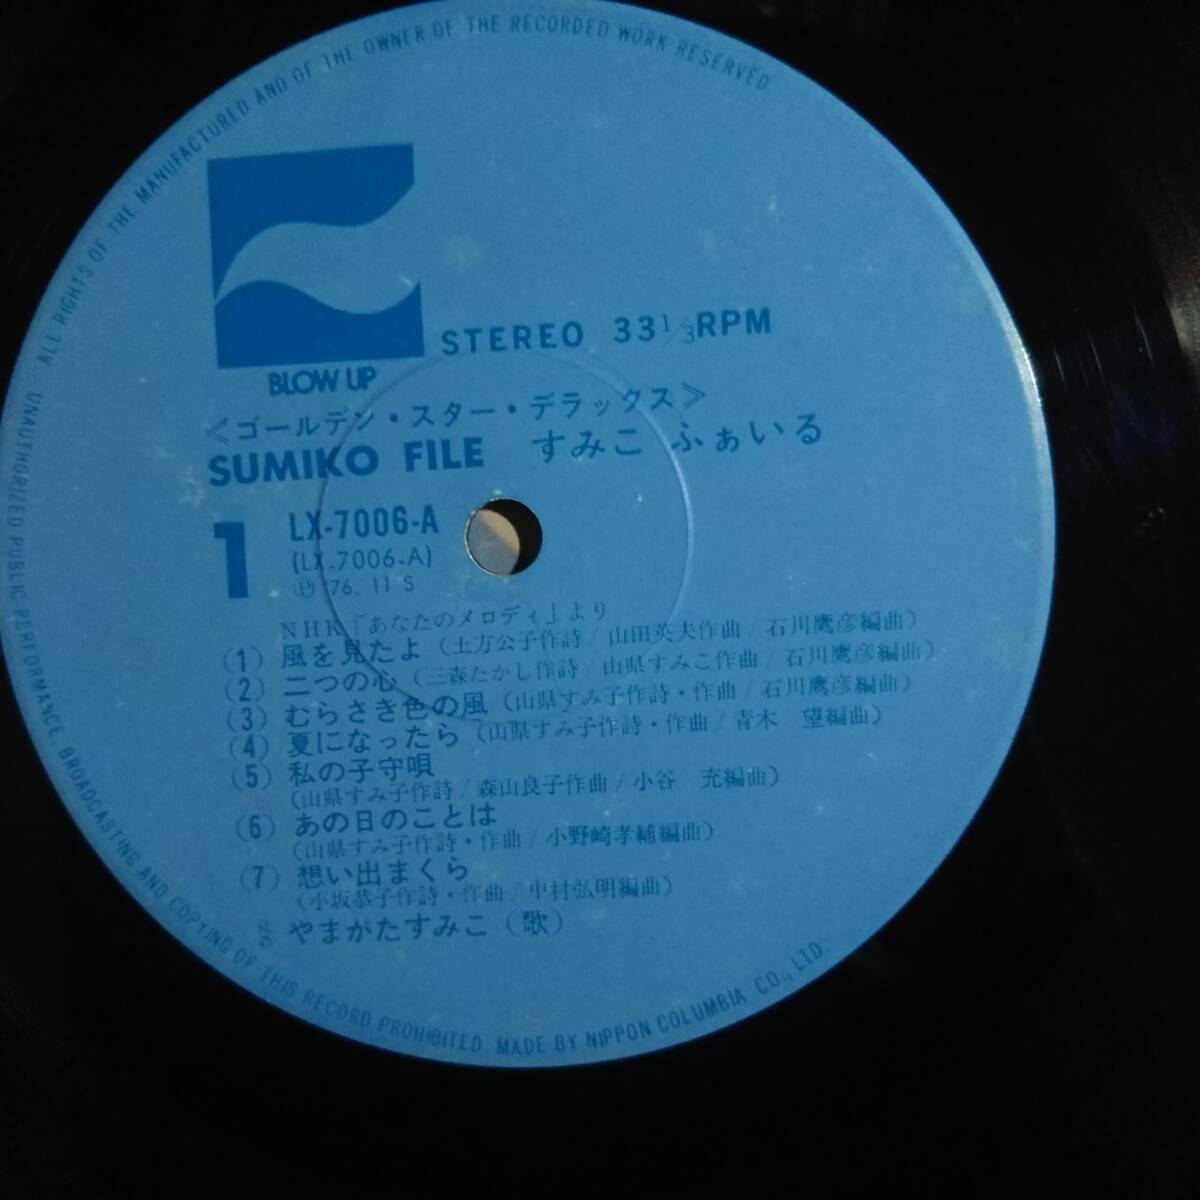 ALL RIGHTS OF THE MANUFACTURED AND OF THE OWNER OF THE RECORDED WORK RESERVED
UNAUTHORIZED PUBLIC PERFORMANCE, BROADCASTING AND COPYING OF THIS RECORD PROHIBITED. MADE BY NIPPON COLUMBIA CO., LTD.
BLOW UP
STEREO 33 1/3 RPM
≪ゴールデン・スター・デラックス≫
SUMIKO FILE すみこ ふぁいる
1
LX-7006-A
(LX-7006-A)
Ⓟ '76. 11 S
NHK「あなたのメロディ」より
(1) 風を見たよ (土方公子作詩/山田英夫作曲/石川鷹彦編曲)
(2) 二つの心 (三森たかし作詩/山県すみこ作曲/石川鷹彦編曲)
(3) むらさき色の風 (山県すみ子作詩・作曲/石川鷹彦編曲)
(4) 夏になったら (山県すみ子作詩・作曲/青木 望編曲)
(5) 私の子守唄
(山県すみ子作詩/森山良子作曲/小谷 充編曲)
(6) あの日のことは
(山県すみ子作詩・作曲/小野崎孝輔編曲)
(7) 想い出まくら
(小坂恭子作詩・作曲/中村弘明編曲)
やまがたすみこ (歌)